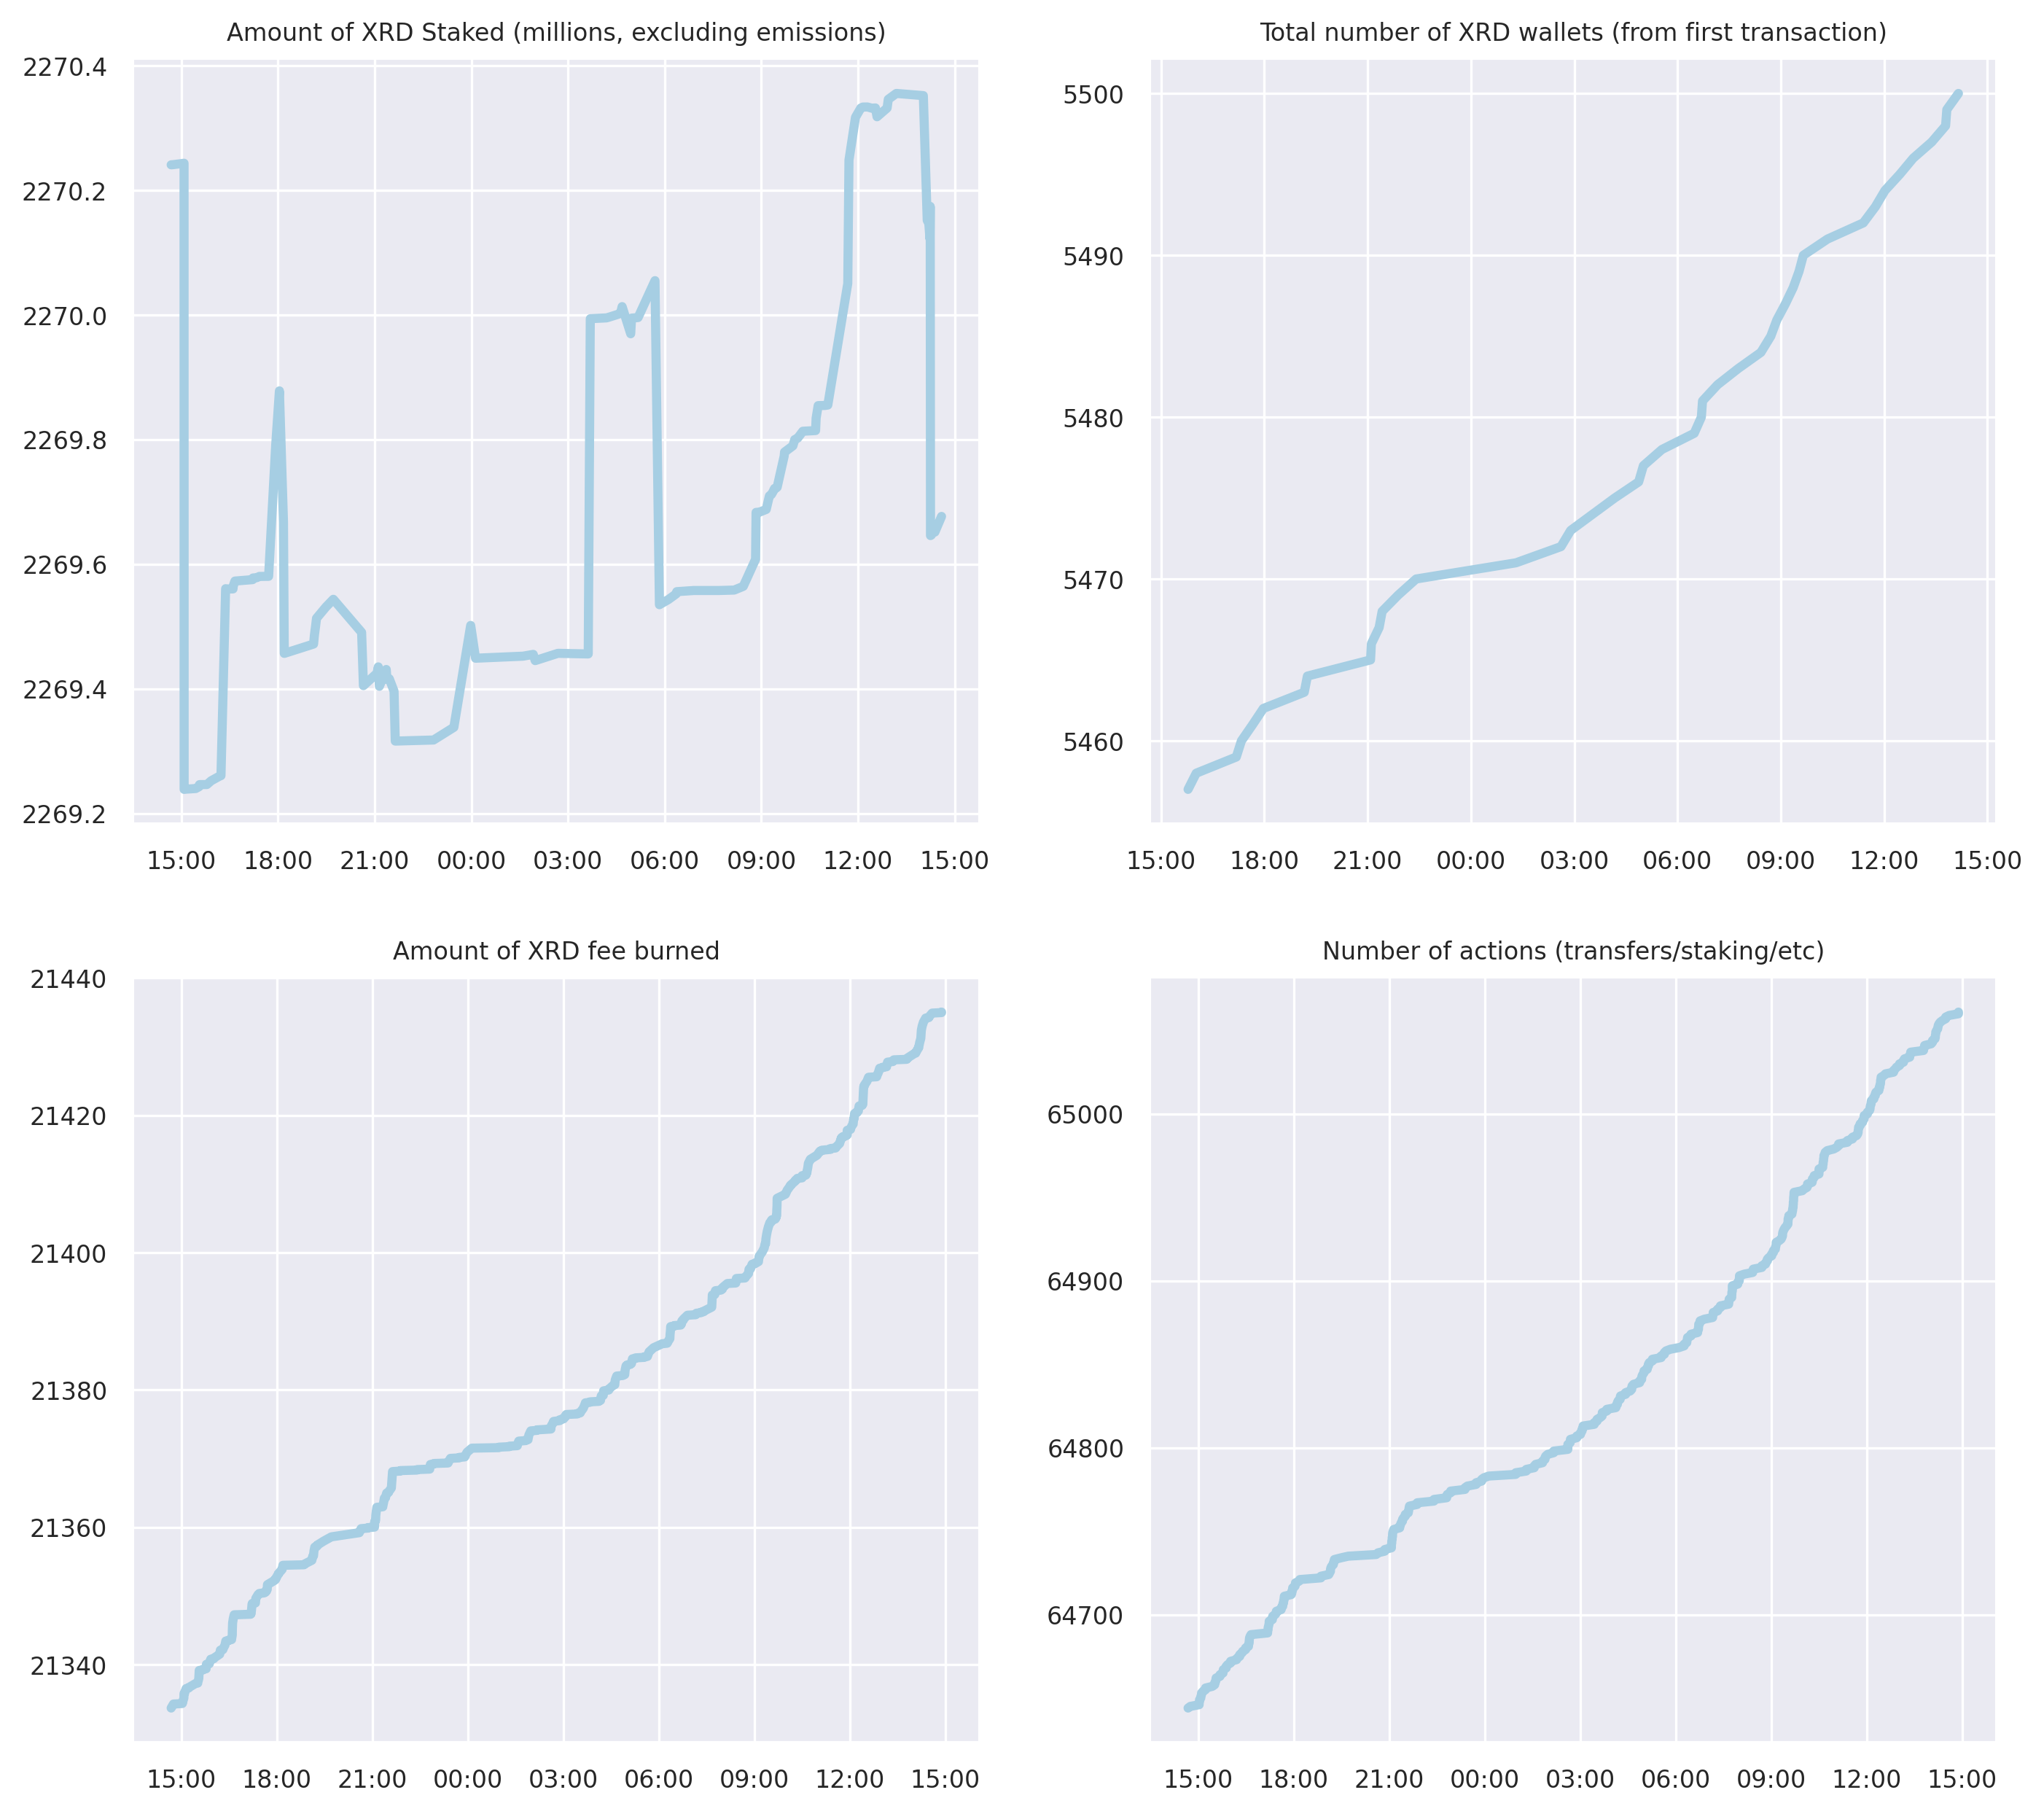 Amount of XRD Staked (millions, excluding emissions)
2270.4
2270.2
2270.0
2269.8
2269.6
2269.4
2269.2
15:00 18:00 21:00 00:00 03:00 06:00 09:00 12:00 15:00
Total number of XRD wallets (from first transaction)
5500
5490
5480
5470
5460
15:00 18:00 21:00 00:00 03:00 06:00 09:00 12:00 15:00
Amount of XRD fee burned
21440
21420
21400
21380
21360
21340
15:00 18:00 21:00 00:00 03:00 06:00 09:00 12:00 15:00
Number of actions (transfers/staking/etc)
65000
64900
64800
64700
15:00 18:00 21:00 00:00 03:00 06:00 09:00 12:00 15:00